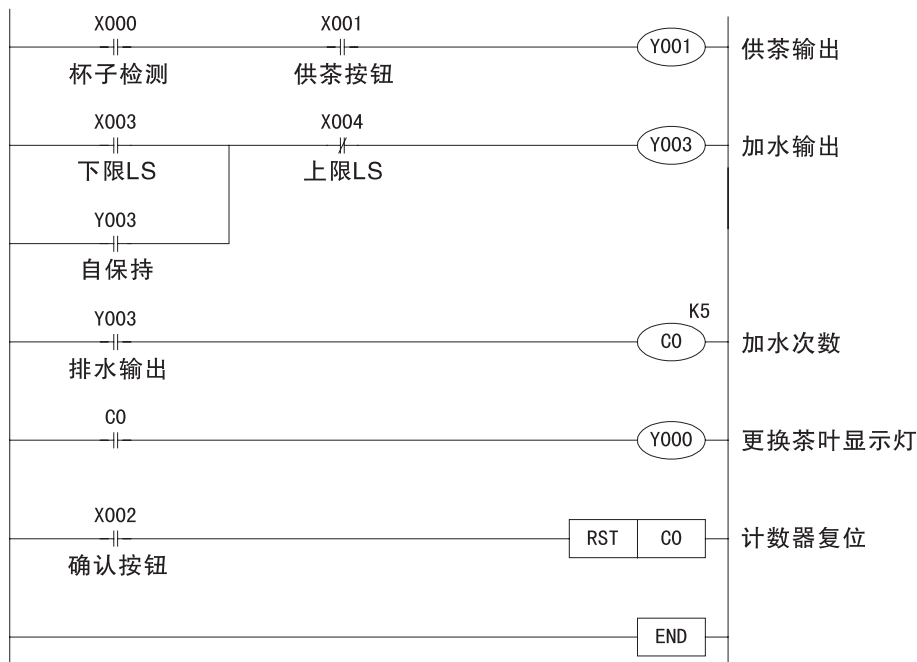 X000 X001
Y001 供茶输出
杯子检测 供茶按钮
X003 X004
Y003 加水输出
下限LS 上限LS
Y003
自保持
Y003 K5
C0 加水次数
排水输出
C0
Y000 更换茶叶显示灯
X002
RST C0 计数器复位
确认按钮
END